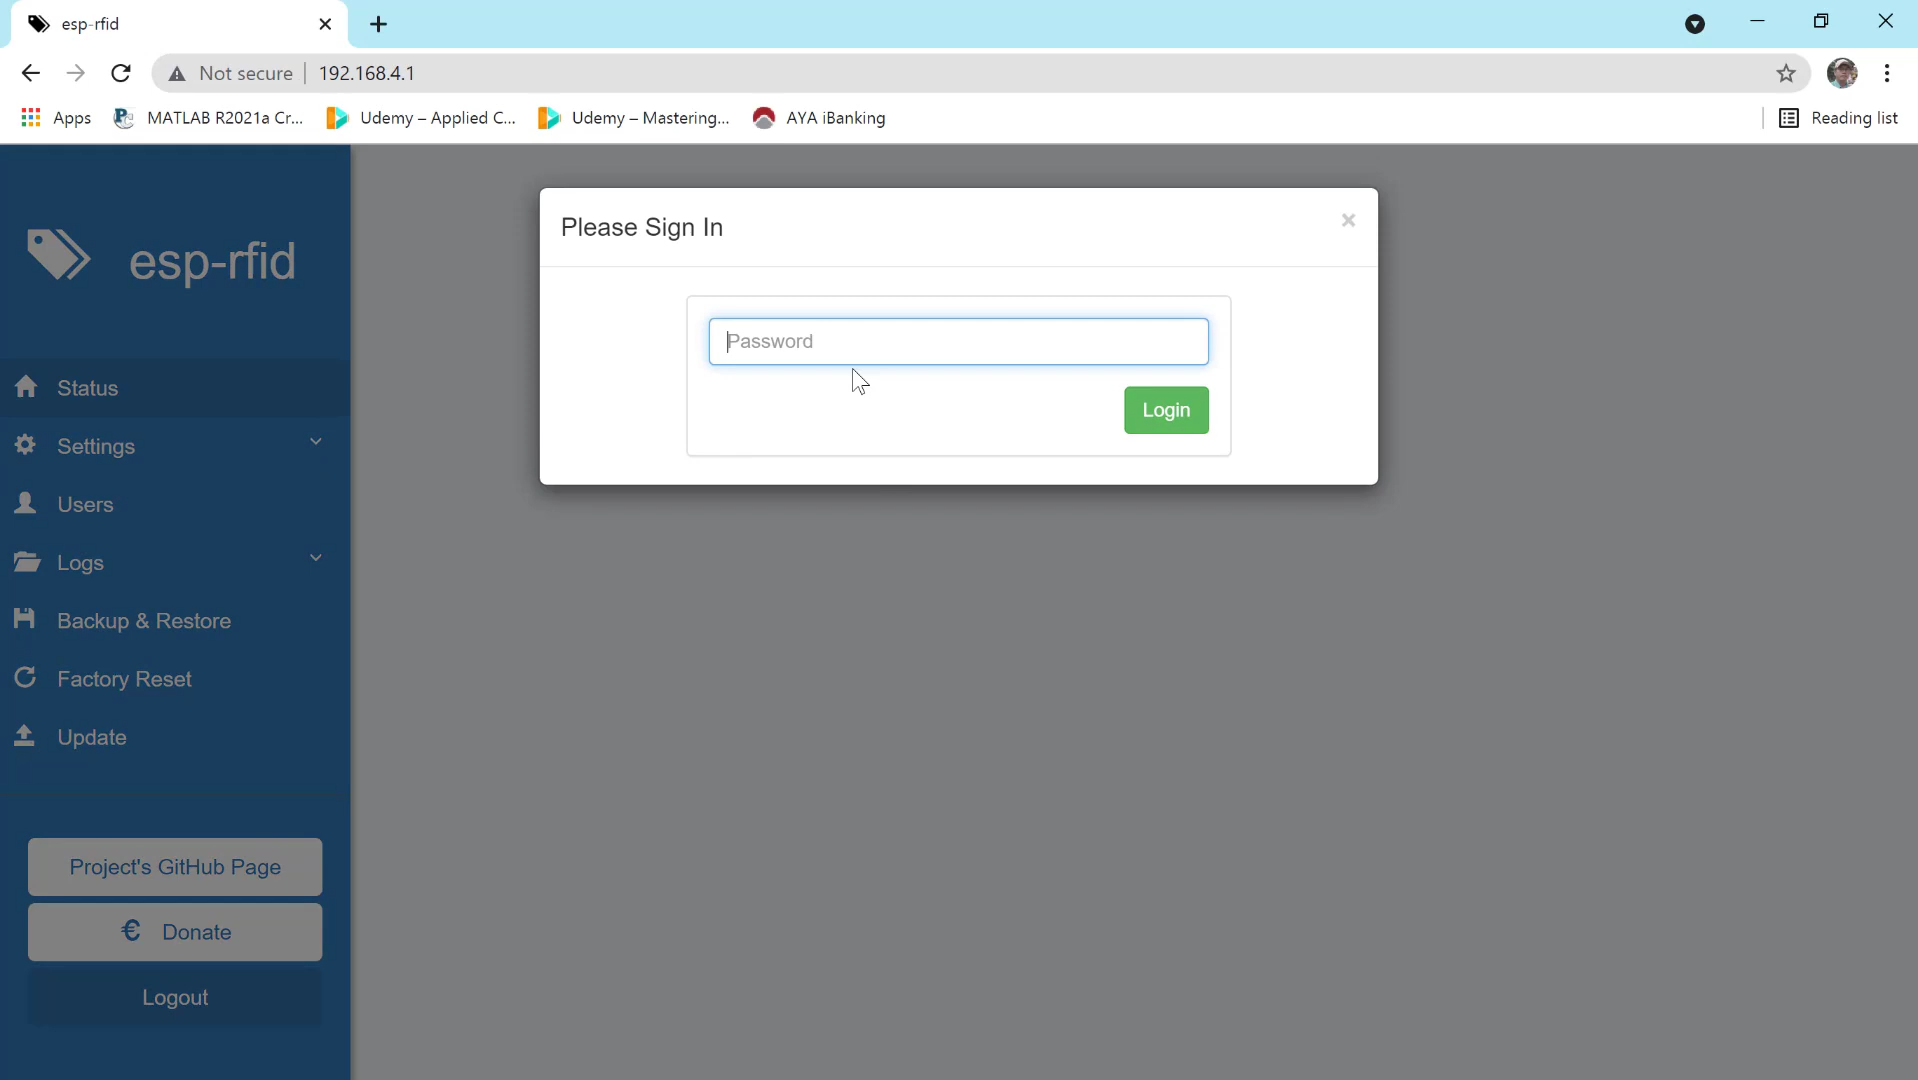 esp-rfid
Not secure 192.168.4.1
Apps MATLAB R2021a Cr... Udemy – Applied C... Udemy – Mastering... AYA iBanking Reading list
Please Sign In
×
esp-rfid
Password
Login
Status
Settings
Users
Logs
Backup & Restore
Factory Reset
Update
Project's GitHub Page
€ Donate
Logout